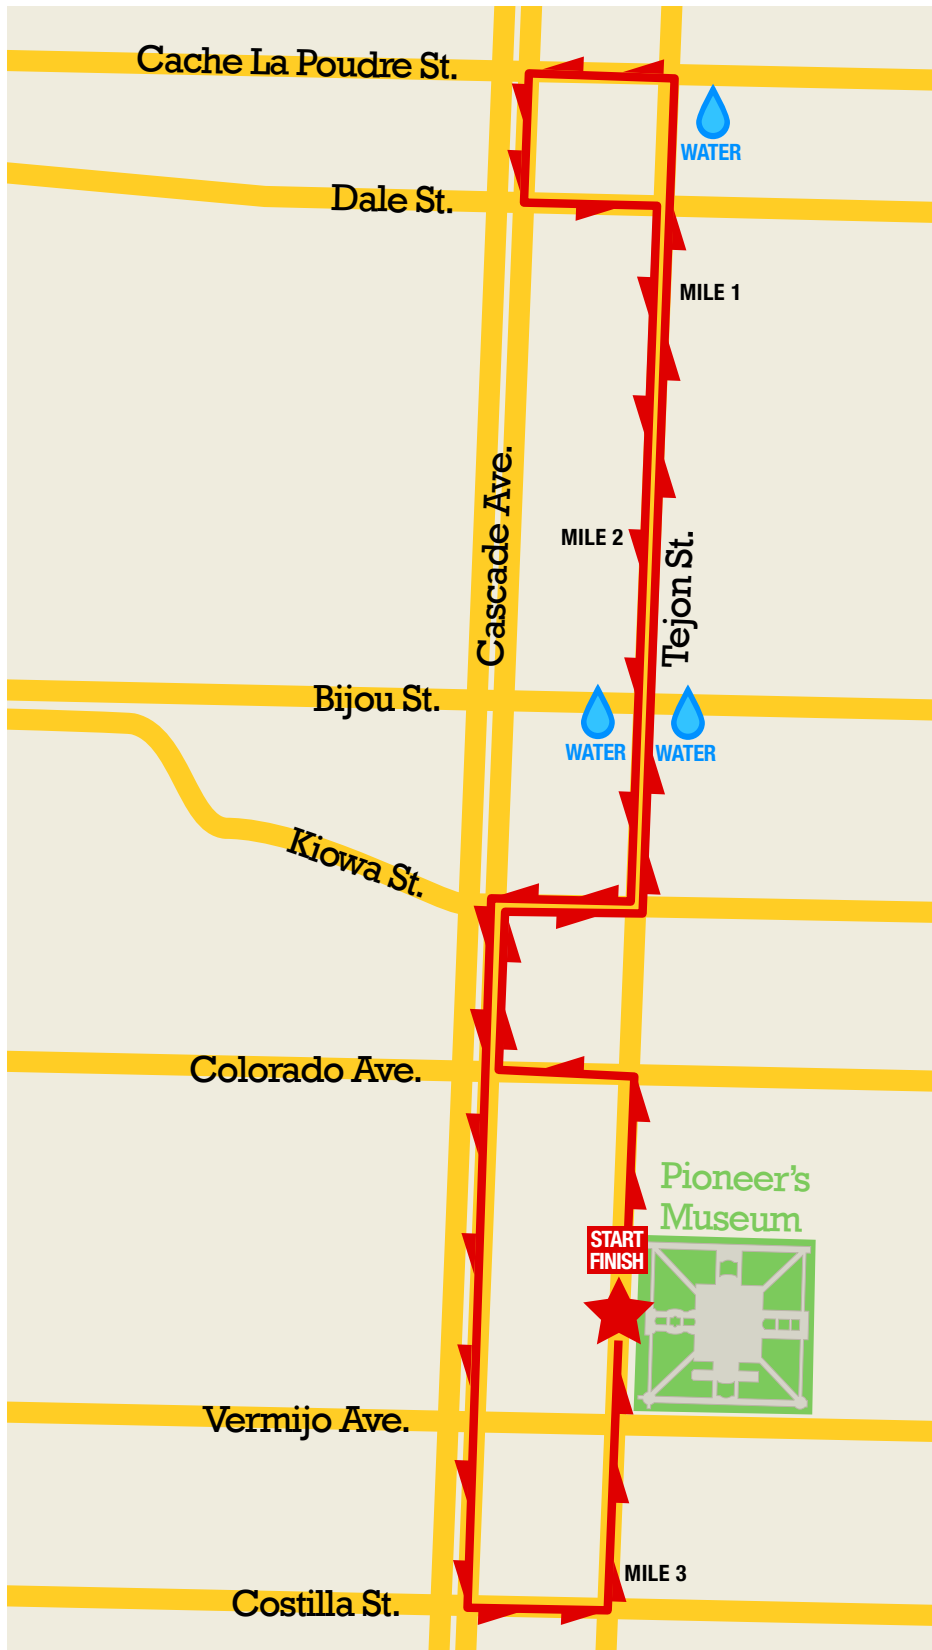 Cache La Poudre St.
WATER
Dale St.
MILE 1
Cascade Ave.
MILE 2
Tejon St.
Bijou St.
WATER
WATER
Kiowa St.
Colorado Ave.
Pioneer's
Museum
START
FINISH
Vermijo Ave.
MILE 3
Costilla St.